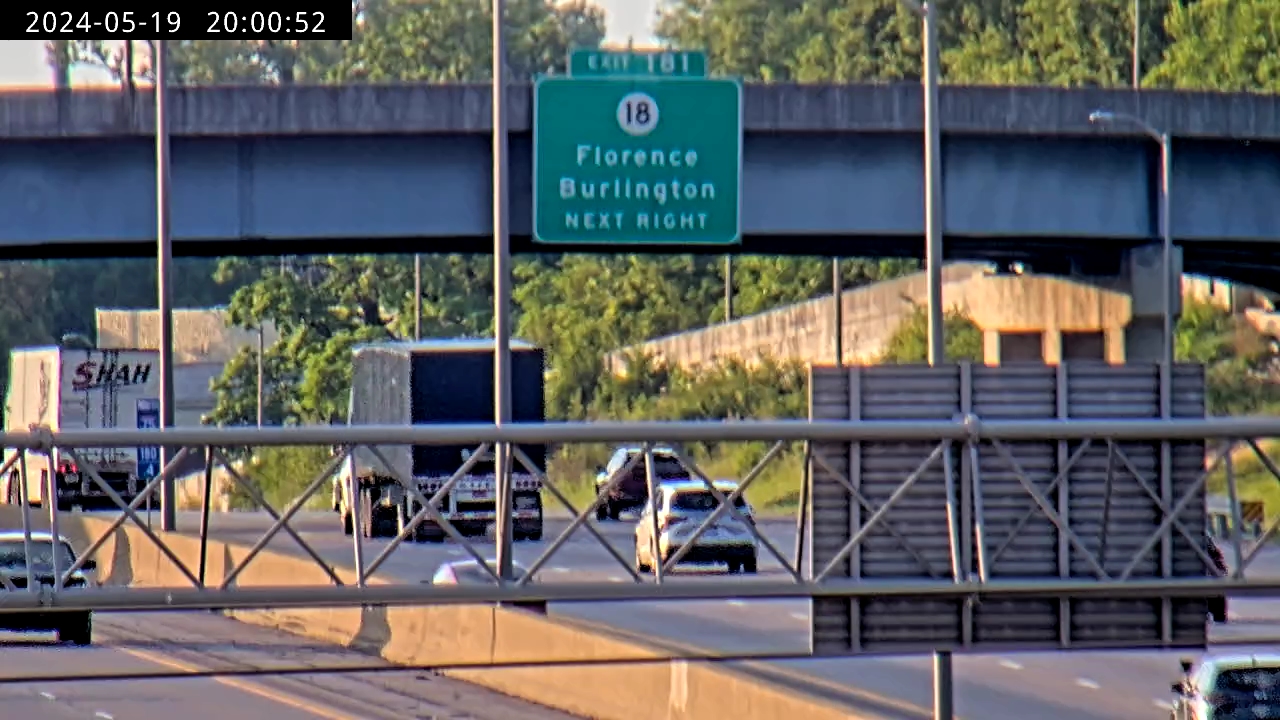 2024-05-19 20:00:52
EXIT 181
18
Florence
Burlington
NEXT RIGHT
SHAH